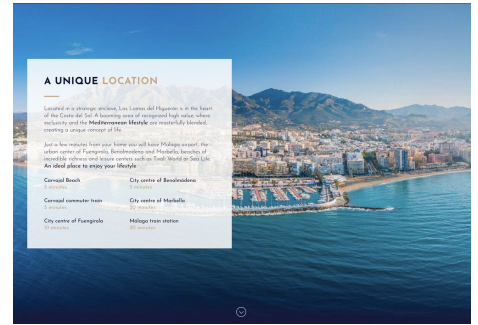 A UNIQUE LOCATION
Located in a strategic enclave, Las Lomas del Higueron is in the heart
of the Costa del Sol. A booming area of recognized high value, where
exclusivity and the Mediterranean lifestyle are masterfully blended,
creating a unique concept of life.
Just a few minutes from your home you will have Malaga airport, the
urban center of Fuengirola, Benalmadena and Marbella, beaches of
incredible richness and leisure centers such as Tivoli World or Sea Life.
An ideal place to enjoy your lifestyle
Carvajal Beach
City centre of Benalmádena
5 minutes
Carvajal commuter train
City centre of Marbella
5 minutes
20 minutes
City centre of Fuengirola
Málaga train station
10 minutes
20 minutes